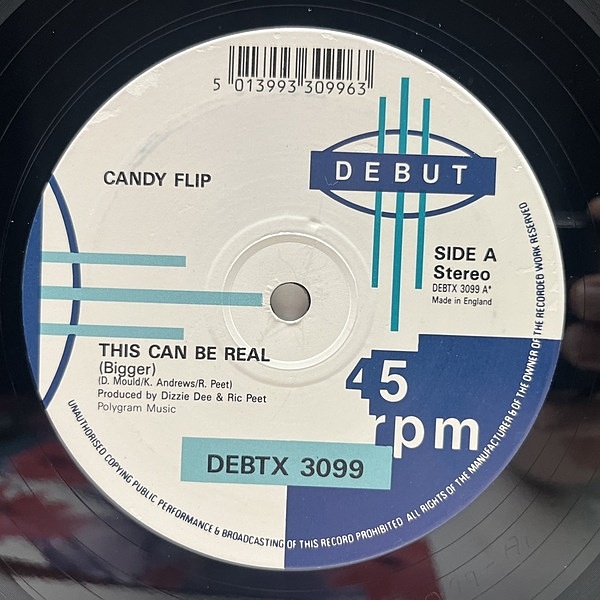 5 013993 309963
CANDY FLIP
DEBUT
SIDE A
Stereo
DEBTX 3099 A*
Made in England
THIS CAN BE REAL
(Bigger)
(D. Mould/K. Andrews/R. Peet)
Produced by Dizzie Dee & Ric Peet
Polygram Music
45
rpm
DEBTX 3099
UNAUTHORISED COPYING PUBLIC PERFORMANCE & BROADCASTING OF THIS RECORD PROHIBITED ALL RIGHTS OF THE MANUFACTURER & OF THE OWNER OF THE RECORDED WORK RESERVED